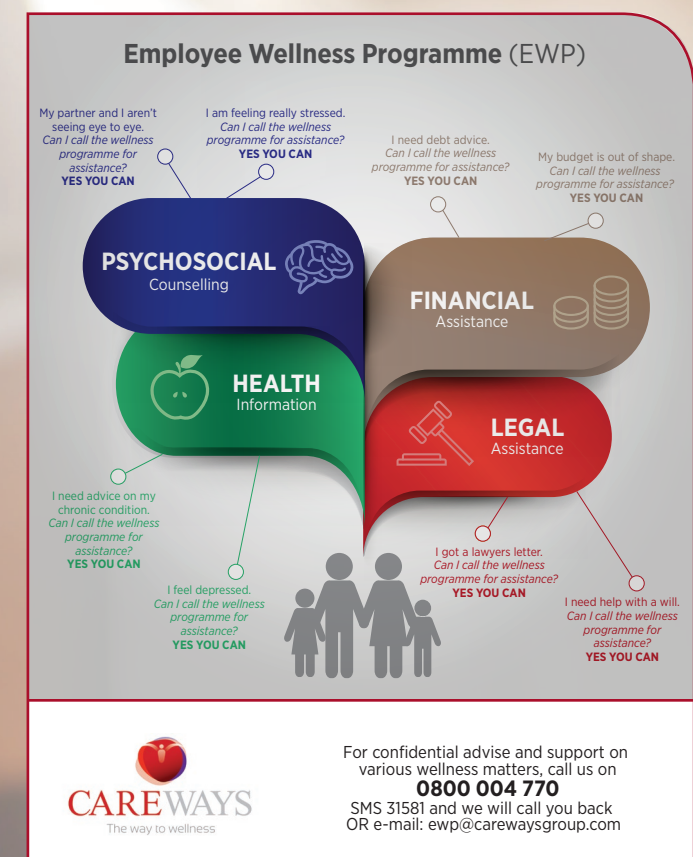 Employee Wellness Programme (EWP)
My partner and I aren't
seeing eye to eye.
Can I call the wellness
programme for
assistance?
YES YOU CAN
I am feeling really stressed.
Can I call the wellness
programme for assistance?
YES YOU CAN
I need debt advice.
Can I call the wellness
programme for assistance?
YES YOU CAN
My budget is out of shape.
Can I call the wellness
programme for assistance?
YES YOU CAN
PSYCHOSOCIAL
Counselling
FINANCIAL
Assistance
HEALTH
Information
LEGAL
Assistance
I need advice on my
chronic condition.
Can I call the wellness
programme for
assistance?
YES YOU CAN
I feel depressed.
Can I call the wellness
programme for
assistance?
YES YOU CAN
I got a lawyers letter.
Can I call the wellness
programme for assistance?
YES YOU CAN
I need help with a will.
Can I call the wellness
programme for
assistance?
YES YOU CAN
CAREWAYS
The way to wellness
For confidential advise and support on
various wellness matters, call us on
0800 004 770
SMS 31581 and we will call you back
OR e-mail: ewp@carewaysgroup.com